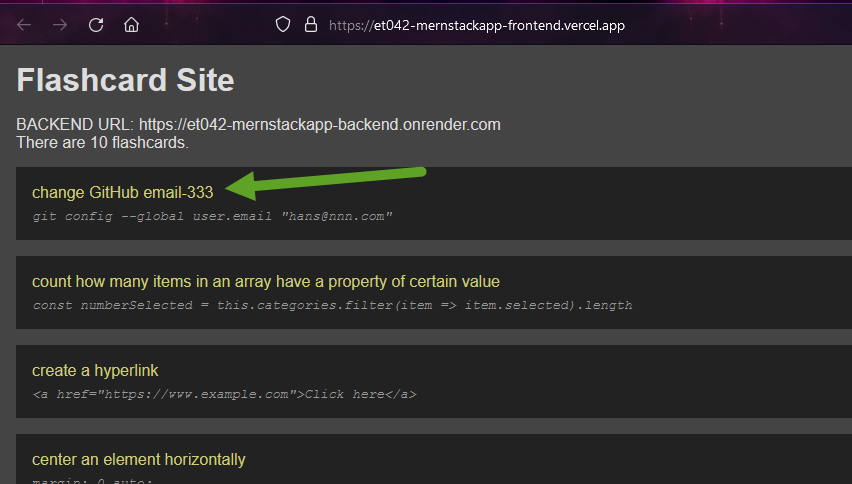 https://et042-mernstackapp-frontend.vercel.app
Flashcard Site
BACKEND URL: https://et042-mernstackapp-backend.onrender.com
There are 10 flashcards.
change GitHub email-333
git config --global user.email "hans@nnn.com"
count how many items in an array have a property of certain value
const numberSelected = this.categories.filter(item => item.selected).length
create a hyperlink
<a href="https://www.example.com">Click here</a>
center an element horizontally
margin: 0 auto;